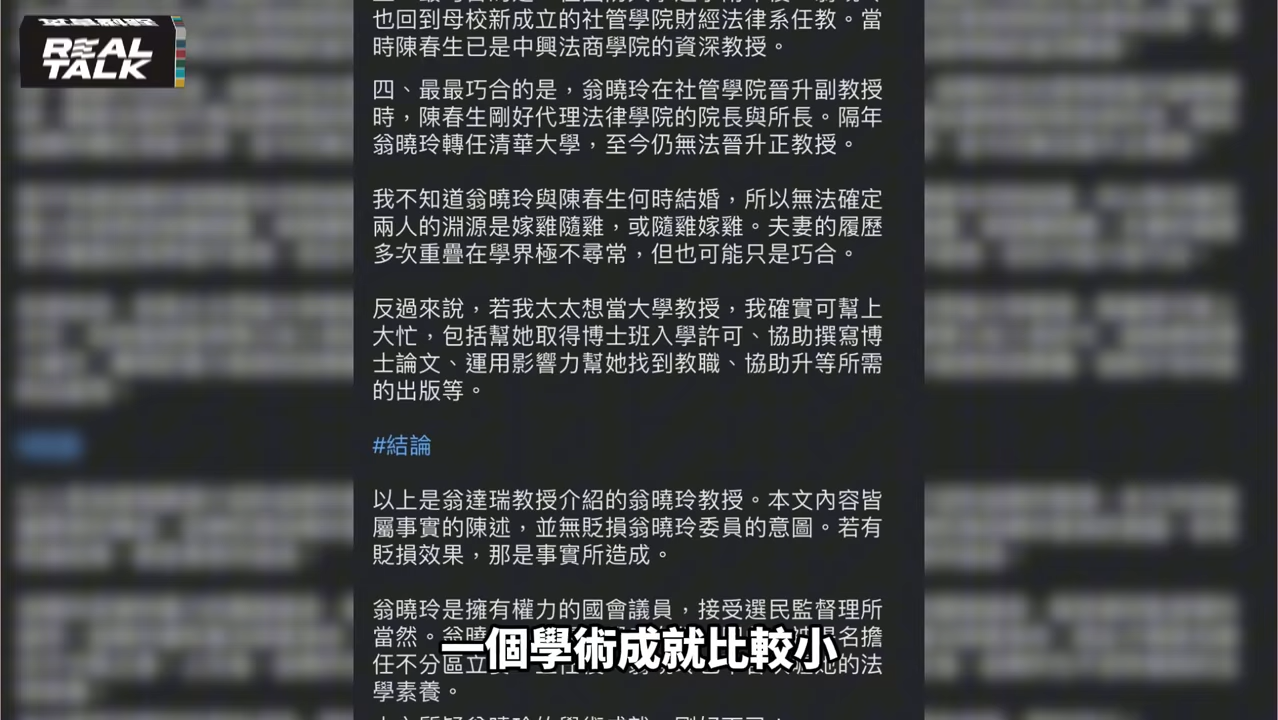 REAL
TALK
也回到母校新成立的社管學院財經法律系任教。當
時陳春生已是中興法商學院的資深教授。
四、最最巧合的是，翁曉玲在社管學院晉升副教授
時，陳春生剛好代理法律學院的院長與所長。隔年
翁曉玲轉任清華大學，至今仍無法晉升正教授。
我不知道翁曉玲與陳春生何時結婚，所以無法確定
兩人的淵源是嫁雞隨雞，或隨雞嫁雞。夫妻的履歷
多次重疊在學界極不尋常，但也可能只是巧合。
反過來說，若我太太想當大學教授，我確實可幫上
大忙，包括幫她取得博士班入學許可、協助撰寫博
士論文、運用影響力幫她找到教職、協助升等所需
的出版等。
#結論
以上是翁達瑞教授介紹的翁曉玲教授。本文內容皆
屬事實的陳述，並無貶損翁曉玲委員的意圖。若有
貶損效果，那是事實所造成。
翁曉玲是擁有權力的國會議員，接受選民監督理所
當然。翁曉
名擔
一個學術成就比較小
任不分區立
的法
學素養。